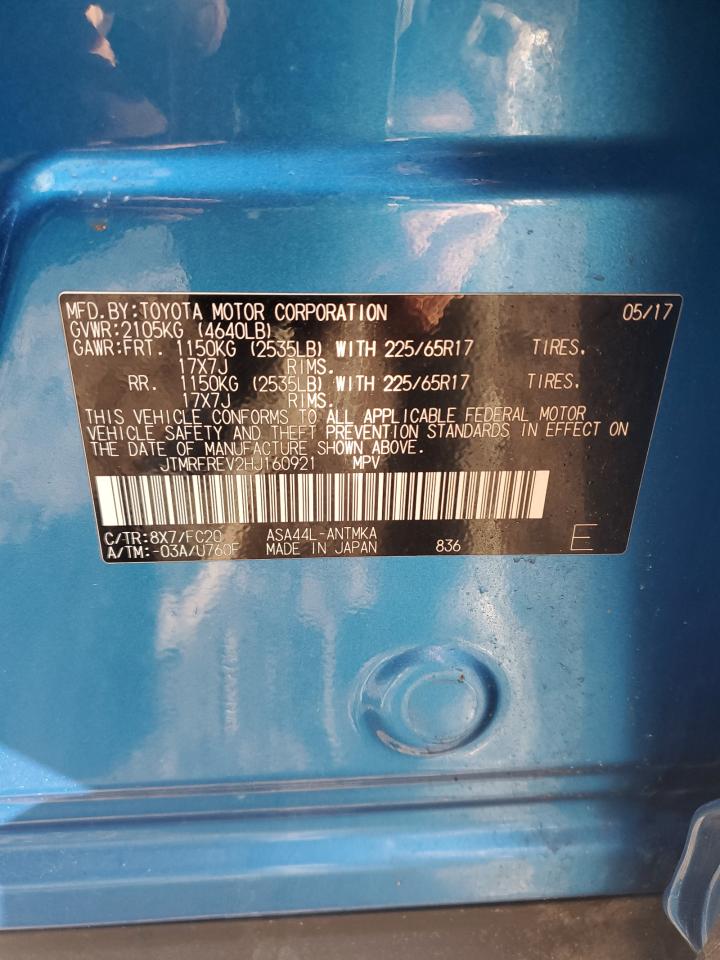 MFD.BY:TOYOTA MOTOR CORPORATION 05/17
GVWR:2105KG (4640LB)
GAWR:FRT. 1150KG (2535LB) WITH 225/65R17 TIRES,
17X7J RIMS.
RR. 1150KG (2535LB) WITH 225/65R17 TIRES,
17X7J RIMS.
THIS VEHICLE CONFORMS TO ALL APPLICABLE FEDERAL MOTOR
VEHICLE SAFETY AND THEFT PREVENTION STANDARDS IN EFFECT ON
THE DATE OF MANUFACTURE SHOWN ABOVE.
JTMRFREV2HJ160921 MPV
C/TR:8X7/FC20 ASA44L-ANTMKA
A/TM:-03A/U760F MADE IN JAPAN 836 E